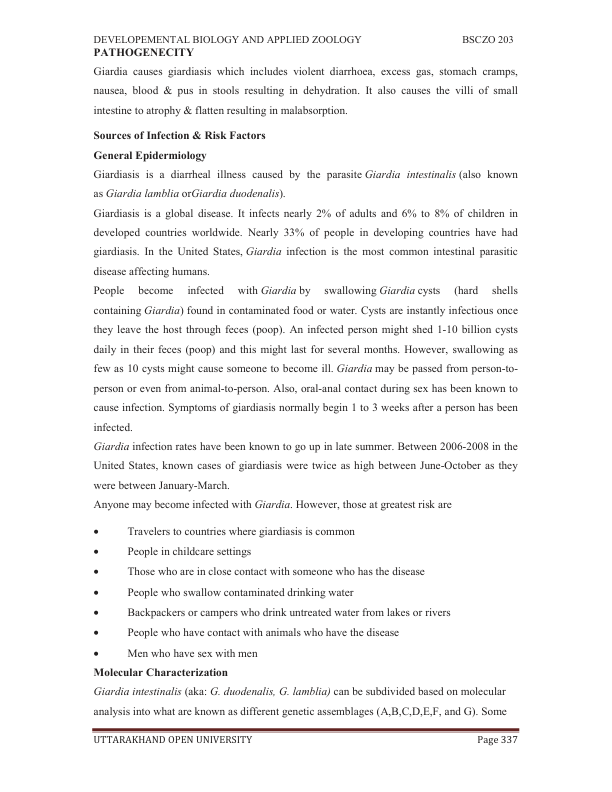 DEVELOPEMENTAL BIOLOGY AND APPLIED ZOOLOGY BSCZO 203
PATHOGENECITY
Giardia causes giardiasis which includes violent diarrhoea, excess gas, stomach cramps,
nausea, blood & pus in stools resulting in dehydration. It also causes the villi of small
intestine to atrophy & flatten resulting in malabsorption.
Sources of Infection & Risk Factors
General Epidermiology
Giardiasis is a diarrheal illness caused by the parasite Giardia intestinalis (also known
as Giardia lamblia orGiardia duodenalis).
Giardiasis is a global disease. It infects nearly 2% of adults and 6% to 8% of children in
developed countries worldwide. Nearly 33% of people in developing countries have had
giardiasis. In the United States, Giardia infection is the most common intestinal parasitic
disease affecting humans.
People become infected with Giardia by swallowing Giardia cysts (hard shells
containing Giardia) found in contaminated food or water. Cysts are instantly infectious once
they leave the host through feces (poop). An infected person might shed 1-10 billion cysts
daily in their feces (poop) and this might last for several months. However, swallowing as
few as 10 cysts might cause someone to become ill. Giardia may be passed from person-to-
person or even from animal-to-person. Also, oral-anal contact during sex has been known to
cause infection. Symptoms of giardiasis normally begin 1 to 3 weeks after a person has been
infected.
Giardia infection rates have been known to go up in late summer. Between 2006-2008 in the
United States, known cases of giardiasis were twice as high between June-October as they
were between January-March.
Anyone may become infected with Giardia. However, those at greatest risk are
• Travelers to countries where giardiasis is common
• People in childcare settings
• Those who are in close contact with someone who has the disease
• People who swallow contaminated drinking water
• Backpackers or campers who drink untreated water from lakes or rivers
• People who have contact with animals who have the disease
• Men who have sex with men
Molecular Characterization
Giardia intestinalis (aka: G. duodenalis, G. lamblia) can be subdivided based on molecular
analysis into what are known as different genetic assemblages (A,B,C,D,E,F, and G). Some
UTTARAKHAND OPEN UNIVERSITY Page 337